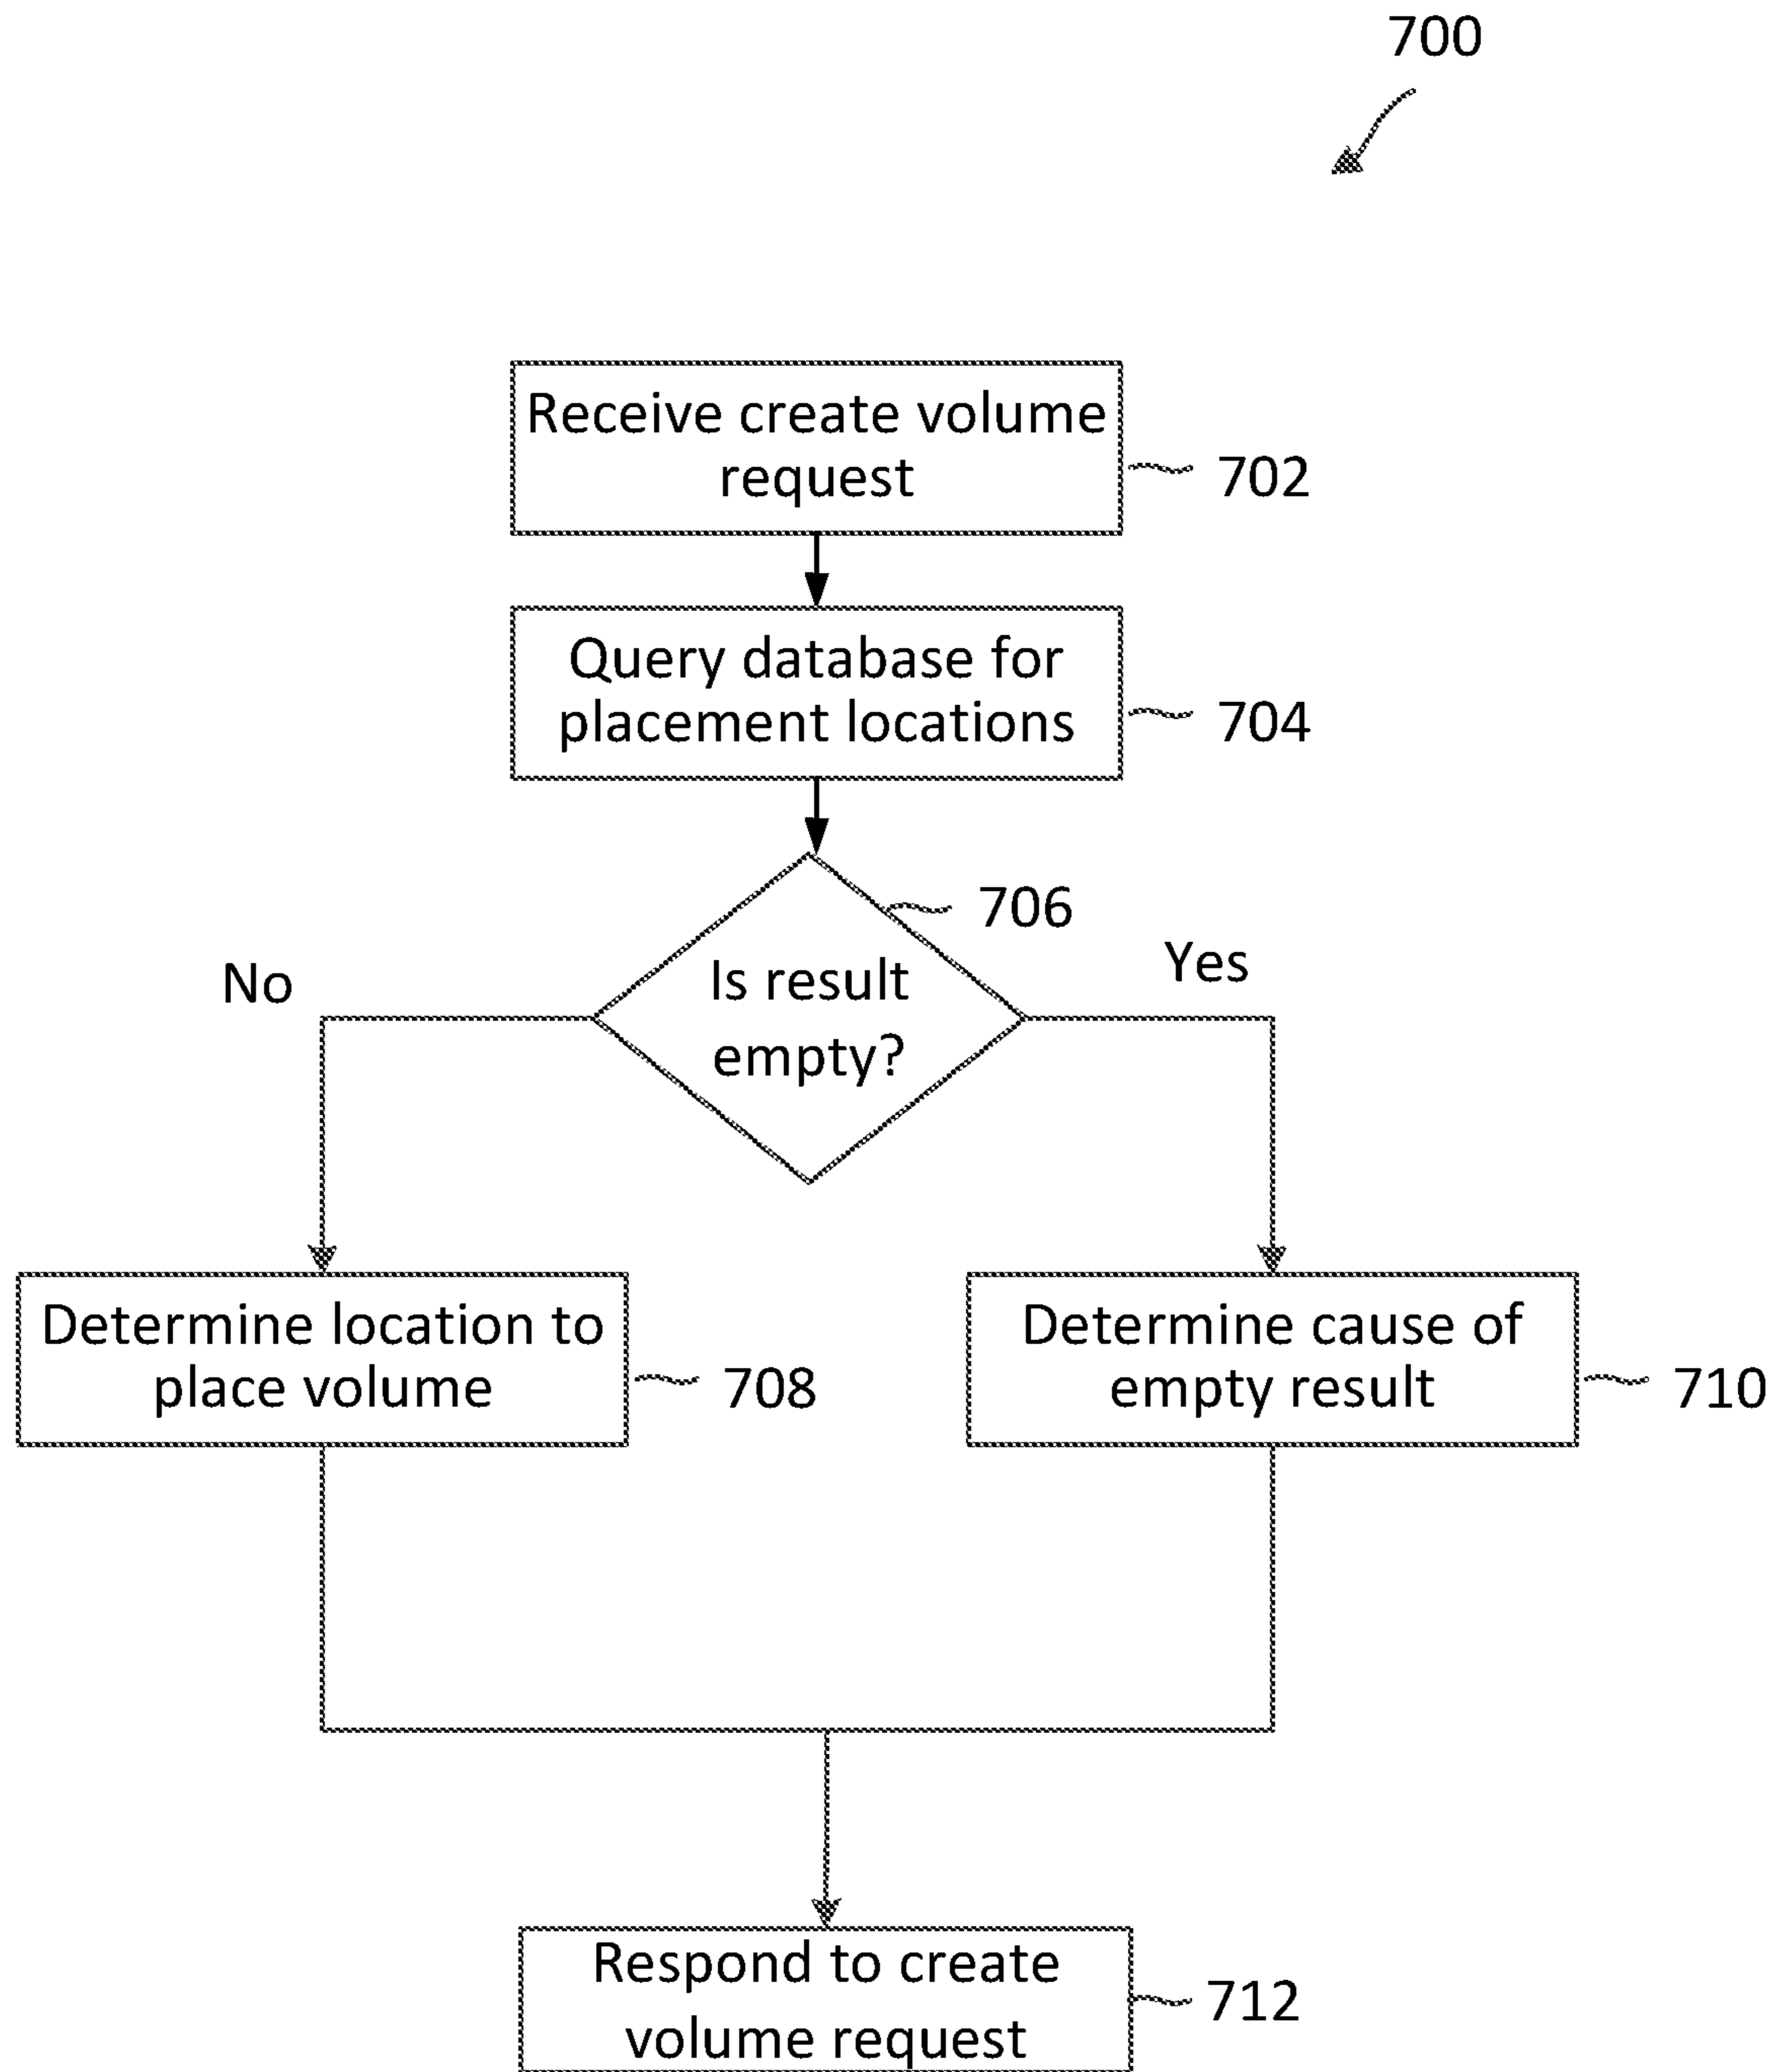 700
Receive create volume
request
702
Query database for
placement locations
704
706
No
Yes
Is result
empty?
Determine location to
place volume
708
Determine cause of
empty result
710
Respond to create
volume request
712